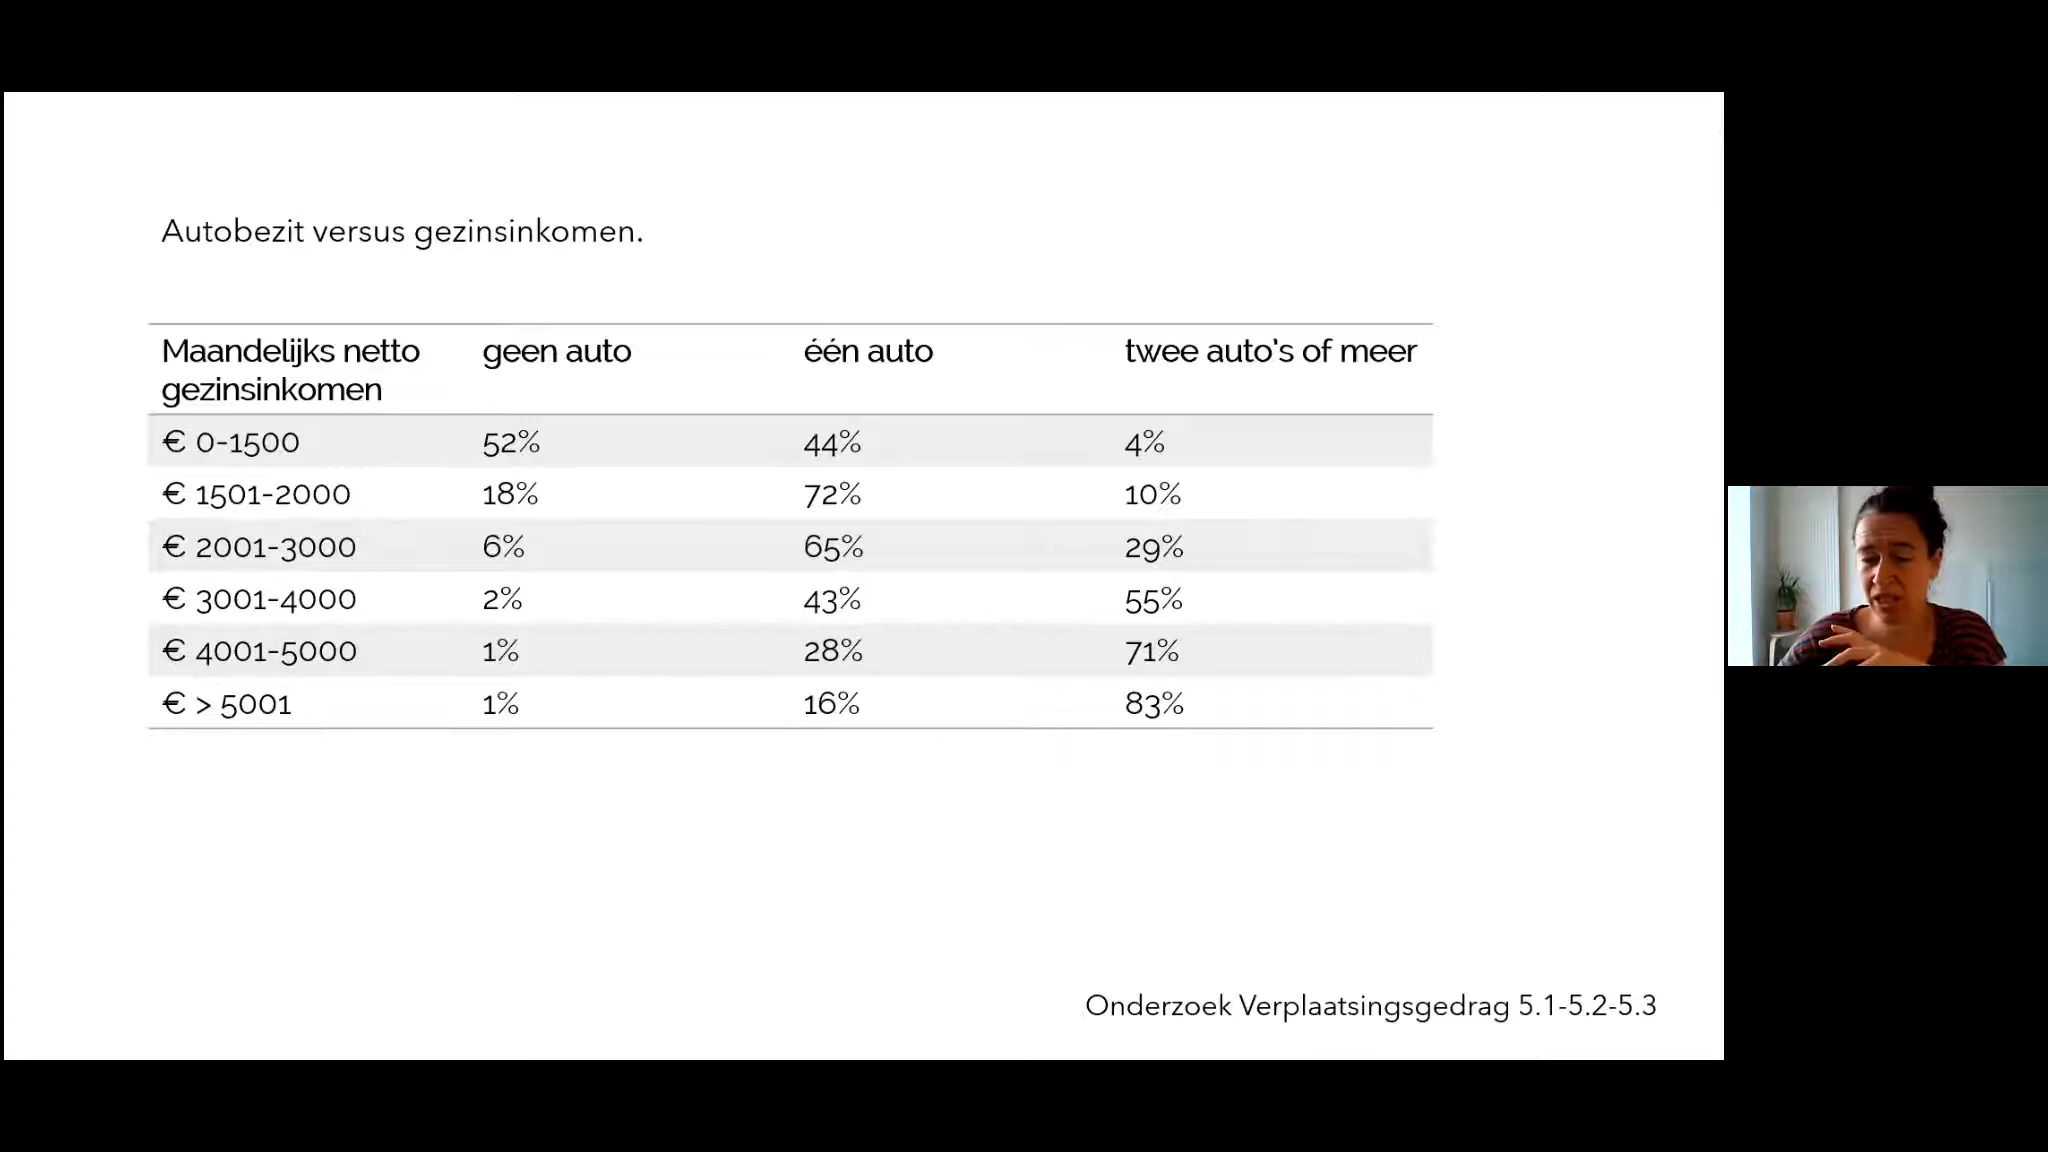 Autobezit versus gezinsinkomen.
Maandelijks netto gezinsinkomen geen auto één auto twee auto's of meer
€ 0-1500 52% 44% 4%
€ 1501-2000 18% 72% 10%
€ 2001-3000 6% 65% 29%
€ 3001-4000 2% 43% 55%
€ 4001-5000 1% 28% 71%
€ > 5001 1% 16% 83%
Onderzoek Verplaatsingsgedrag 5.1-5.2-5.3